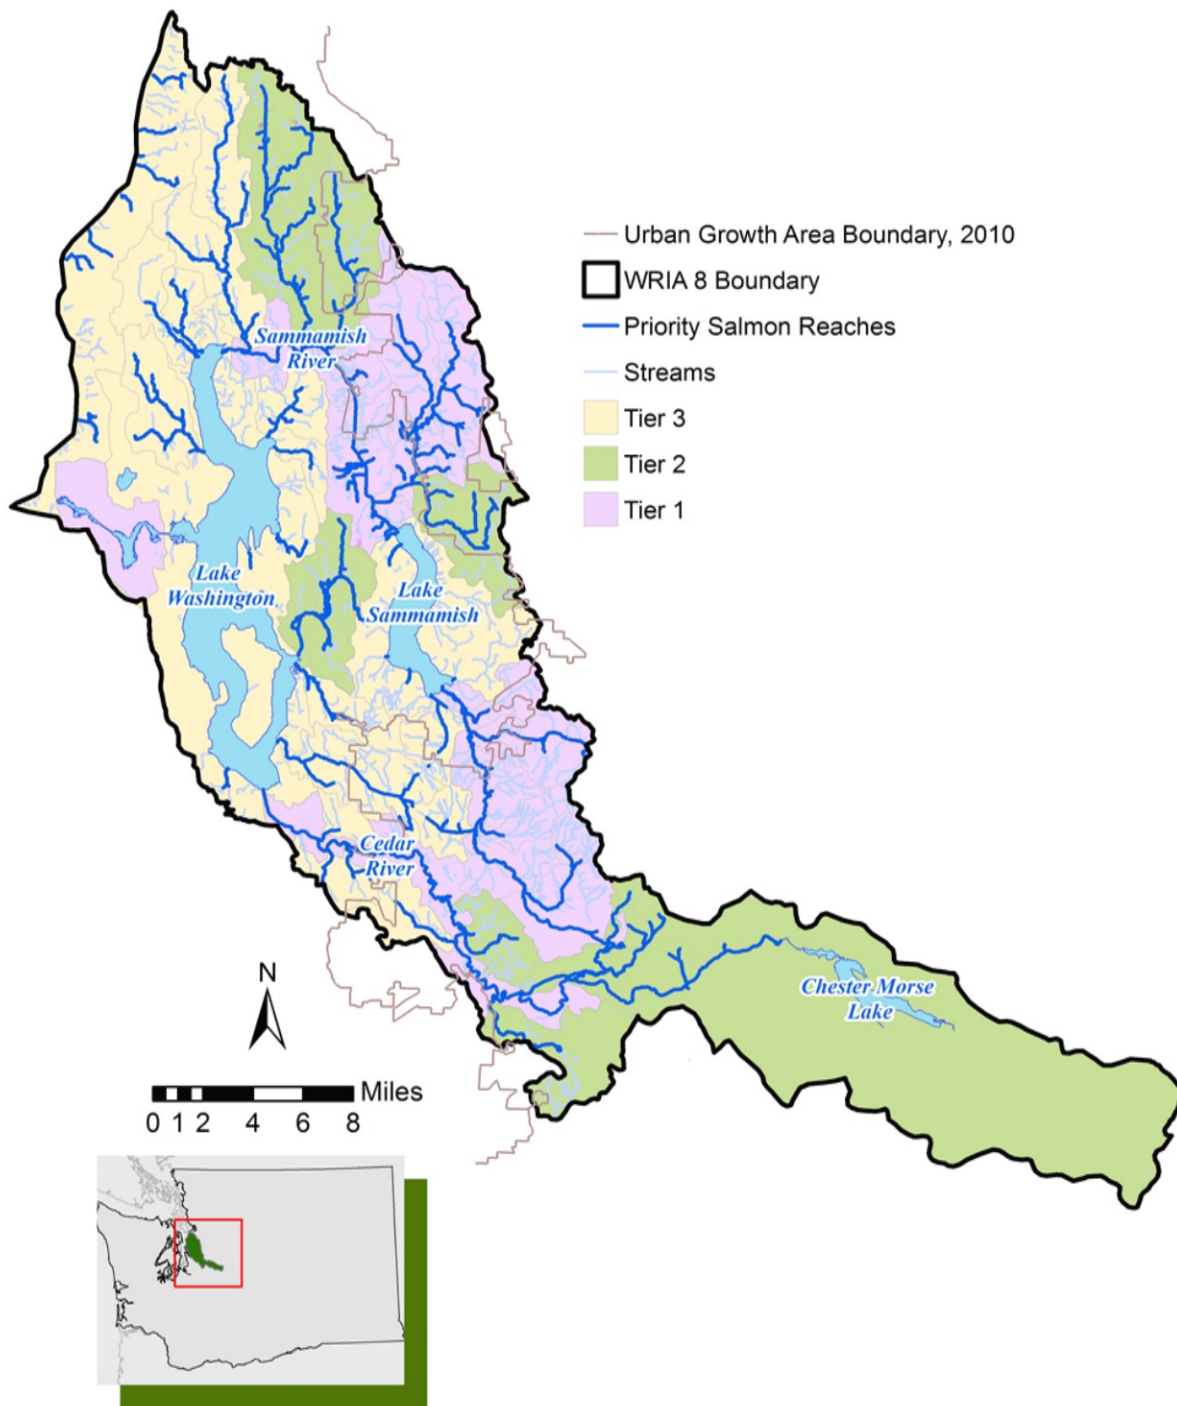 Urban Growth Area Boundary, 2010
WRIA 8 Boundary
Priority Salmon Reaches
Streams
Tier 3
Tier 2
Tier 1
Sammamish
River
Lake
Washington
Lake
Sammamish
Cedar
River
Chester Morse
Lake
N
Miles
0 1 2 4 6 8